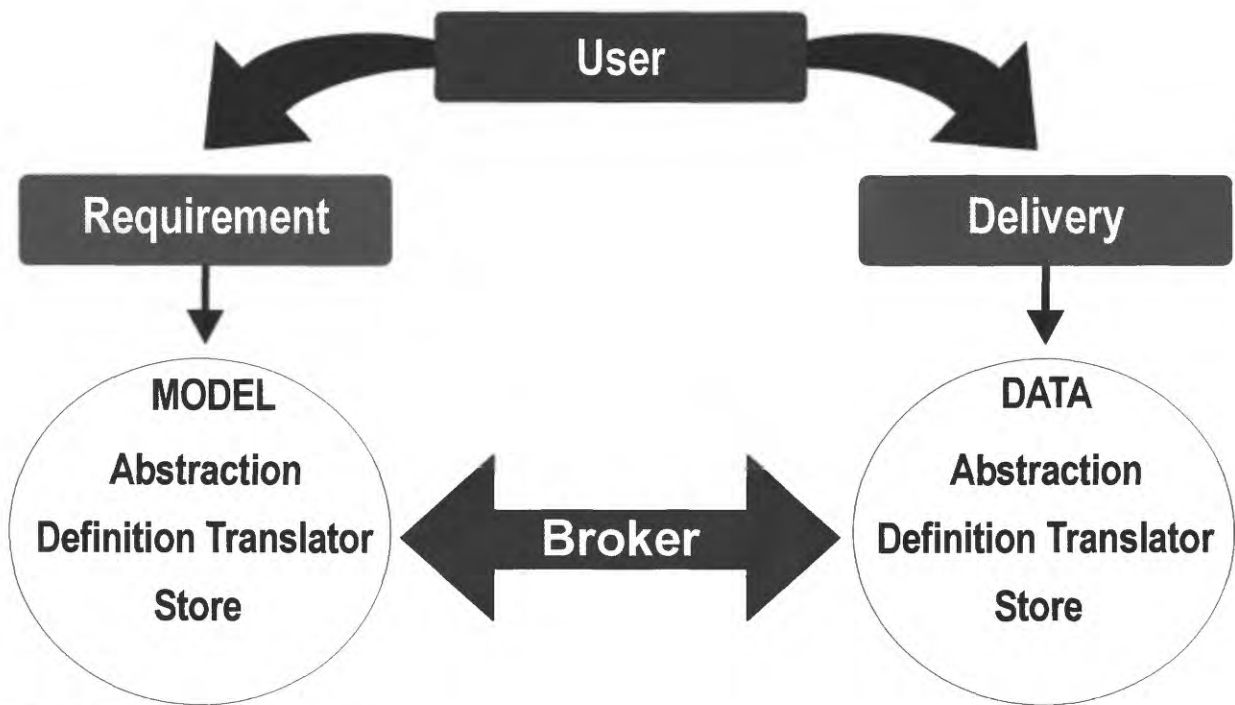 User
Requirement
Delivery
MODEL
Abstraction
Definition Translator
Store
Broker
DATA
Abstraction
Definition Translator
Store